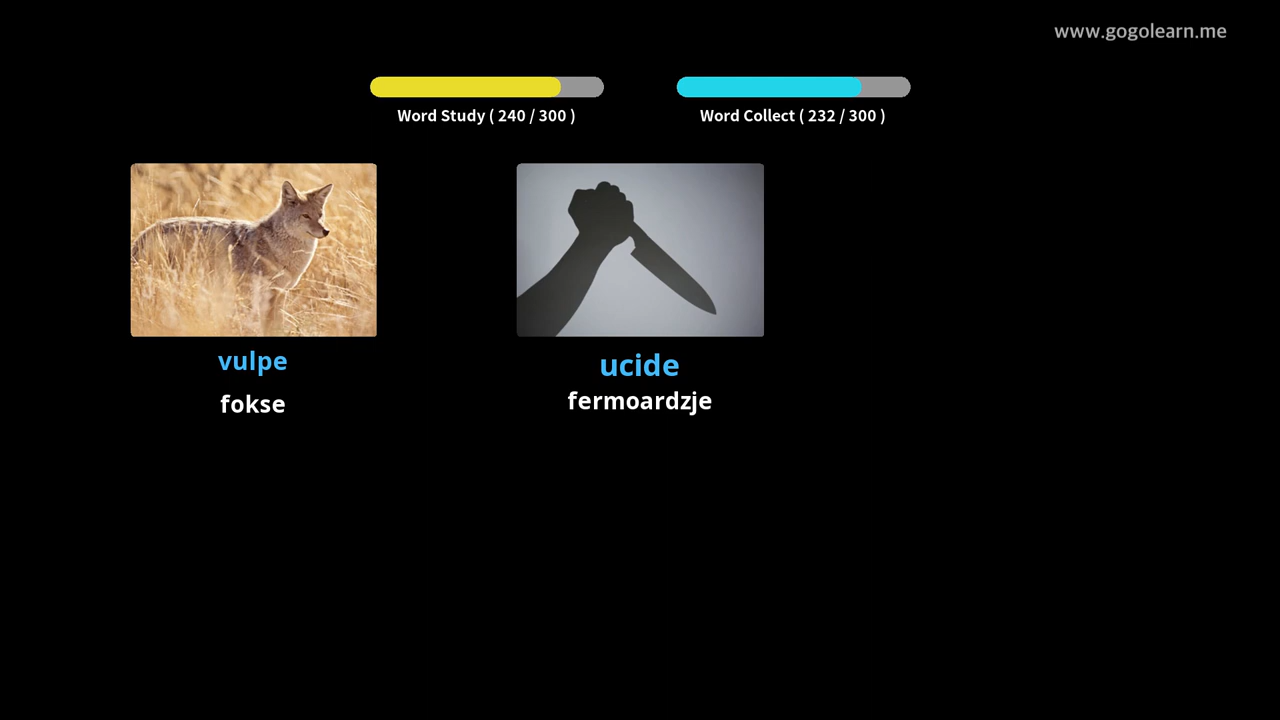 www.gogolearn.me
Word Study ( 240 / 300 )
Word Collect ( 232 / 300 )
vulpe
fokse
ucide
fermoardzje